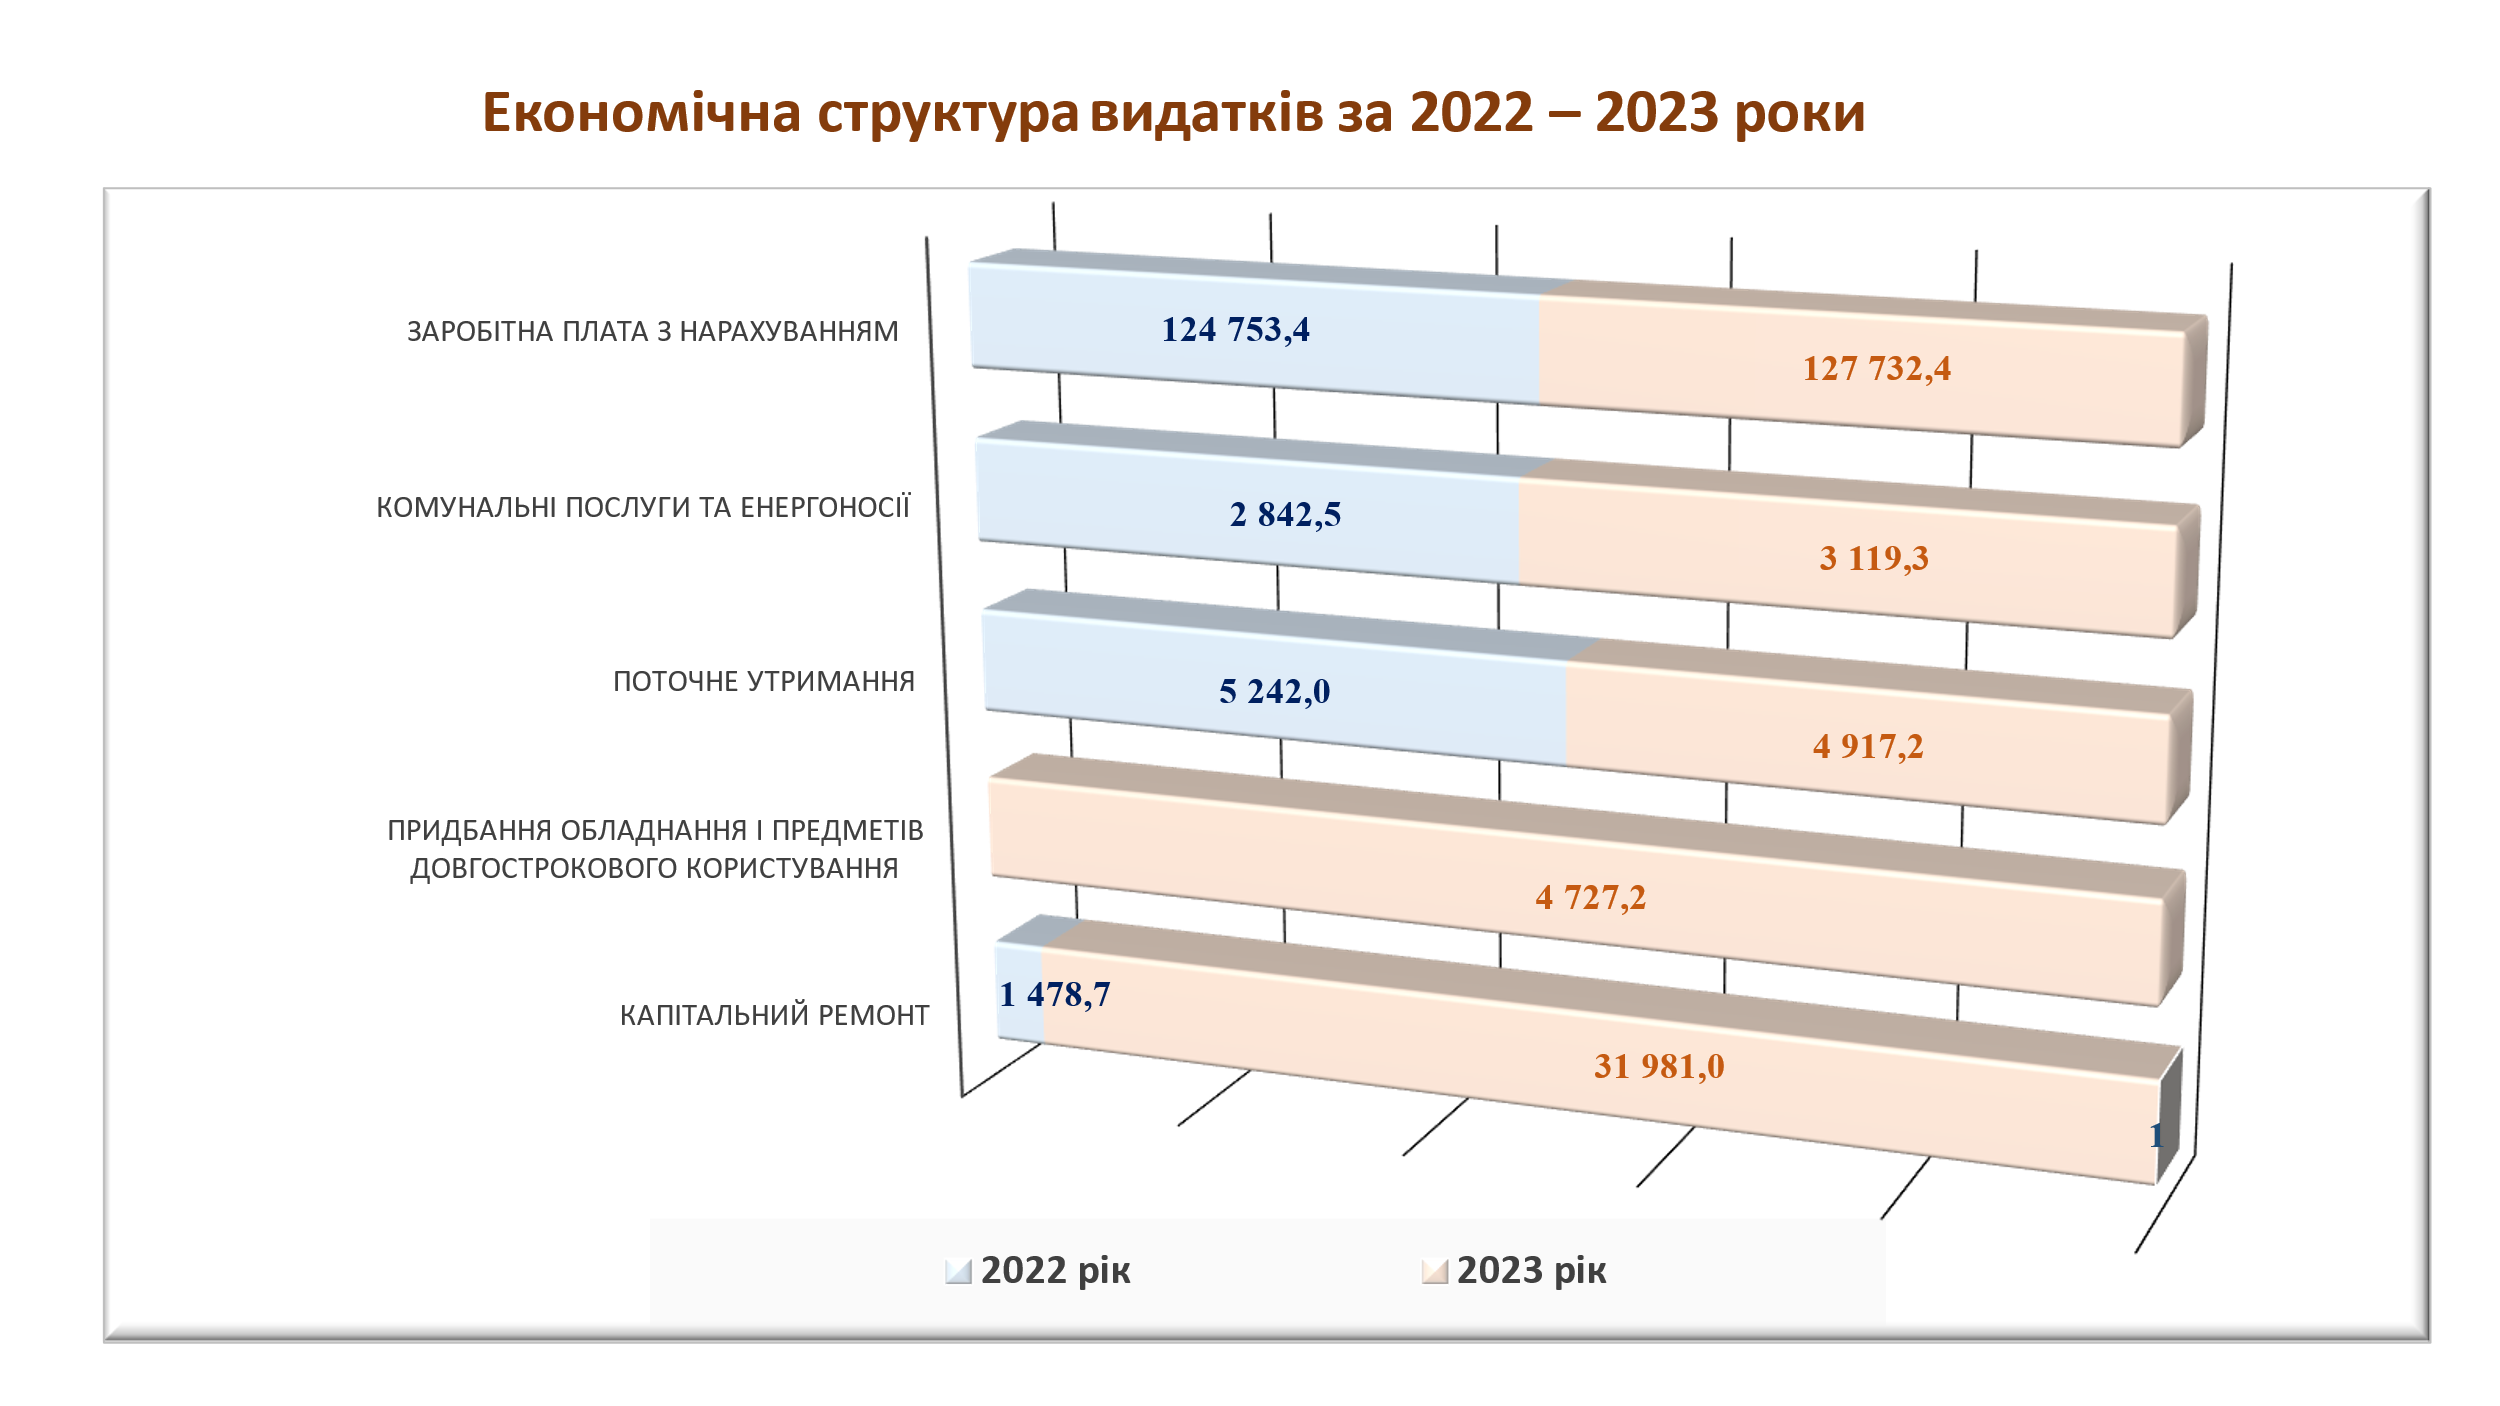 Економічна структура видатків за 2022 – 2023 роки
ЗАРОБІТНА ПЛАТА З НАРАХУВАННЯМ
124 753,4
127 732,4
КОМУНАЛЬНІ ПОСЛУГИ ТА ЕНЕРГОНОСІЇ
2 842,5
3 119,3
ПОТОЧНЕ УТРИМАННЯ
5 242,0
4 917,2
ПРИДБАННЯ ОБЛАДНАННЯ І ПРЕДМЕТІВ
ДОВГОСТРОКОВОГО КОРИСТУВАННЯ
4 727,2
КАПІТАЛЬНИЙ РЕМОНТ
1 478,7
31 981,0
1
2022 рік
2023 рік